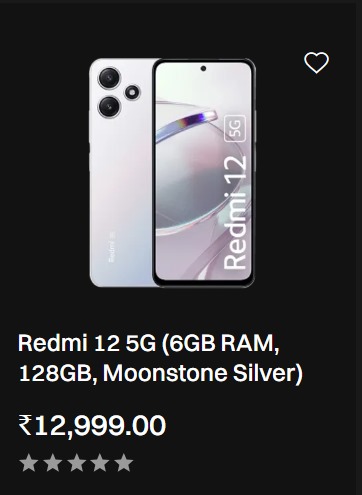 Redmi 12 5G
Redmi 12 5G (6GB RAM,
128GB, Moonstone Silver)
₹12,999.00